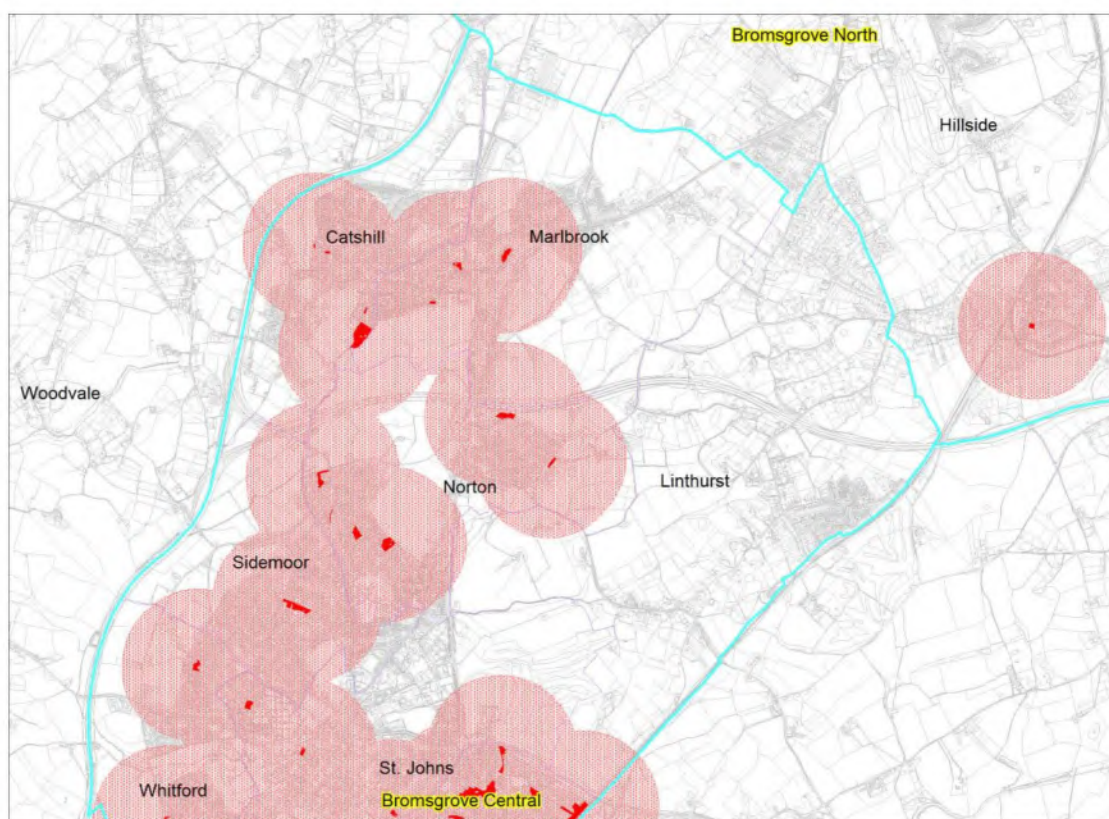 Bromsgrove North
Hillside
Catshill
Marlbrook
Woodvale
Norton
Linthurst
Sidemoor
St. Johns
Whitford
Bromsgrove Central